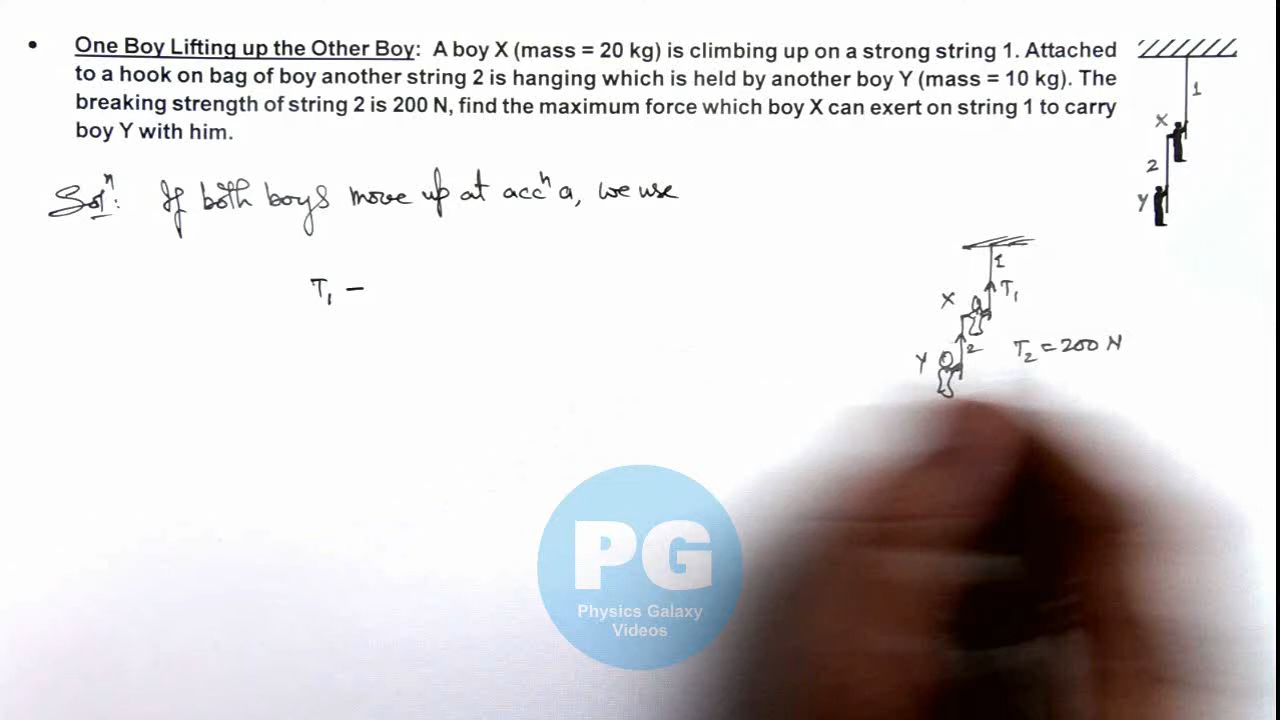 • One Boy Lifting up the Other Boy: A boy X (mass = 20 kg) is climbing up on a strong string 1. Attached
to a hook on bag of boy another string 2 is hanging which is held by another boy Y (mass = 10 kg). The
breaking strength of string 2 is 200 N, find the maximum force which boy X can exert on string 1 to carry
boy Y with him.
1
X
2
Y
Solⁿ: If both boys move up at accⁿ a, we use
T₁ −
1
T₁
X
2
Y
T₂ = 200 N
PG
Physics Galaxy
Videos